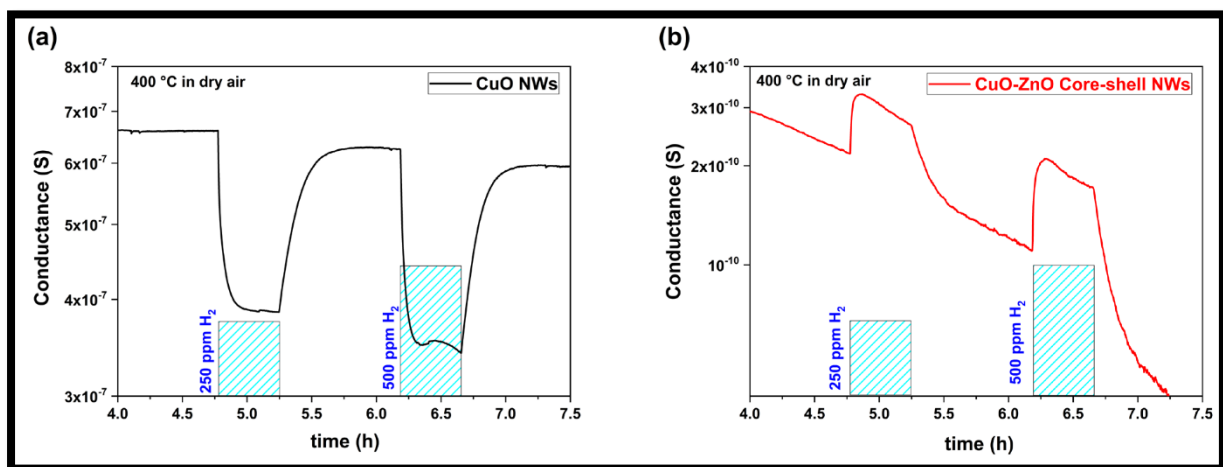 (a)
400 °C in dry air
CuO NWs
8x10⁻⁷
7x10⁻⁷
6x10⁻⁷
5x10⁻⁷
4x10⁻⁷
3x10⁻⁷
Conductance (S)
250 ppm H₂
500 ppm H₂
4.0 4.5 5.0 5.5 6.0 6.5 7.0 7.5
time (h)
(b)
400 °C in dry air
CuO-ZnO Core-shell NWs
4x10⁻¹⁰
3x10⁻¹⁰
2x10⁻¹⁰
10⁻¹⁰
Conductance (S)
250 ppm H₂
500 ppm H₂
4.0 4.5 5.0 5.5 6.0 6.5 7.0 7.5
time (h)